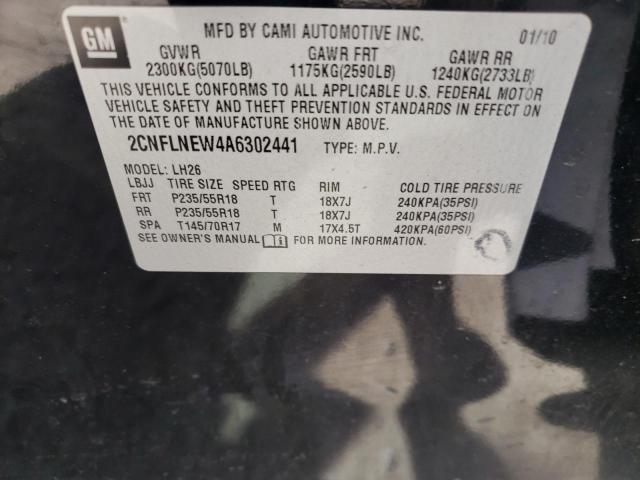 GM
MFD BY CAMI AUTOMOTIVE INC. 01/10
GVWR GAWR FRT GAWR RR
2300KG(5070LB) 1175KG(2590LB) 1240KG(2733LB)
THIS VEHICLE CONFORMS TO ALL APPLICABLE U.S. FEDERAL MOTOR
VEHICLE SAFETY AND THEFT PREVENTION STANDARDS IN EFFECT ON
THE DATE OF MANUFACTURE SHOWN ABOVE.
2CNFLNEW4A6302441 TYPE: M.P.V.
MODEL: LH26
LBJJ TIRE SIZE SPEED RTG RIM COLD TIRE PRESSURE
FRT P235/55R18 T 18X7J 240KPA(35PSI)
RR P235/55R18 T 18X7J 240KPA(35PSI)
SPA T145/70R17 M 17X4.5T 420KPA(60PSI)
SEE OWNER'S MANUAL FOR MORE INFORMATION.